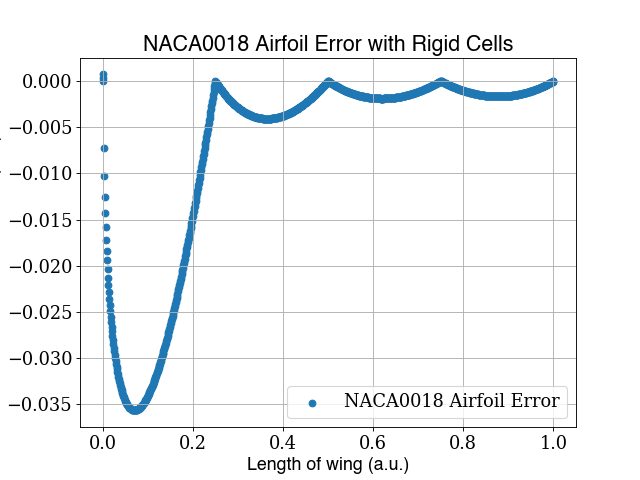 NACA0018 Airfoil Error with Rigid Cells
0.000
−0.005
−0.010
−0.015
−0.020
−0.025
−0.030
−0.035
NACA0018 Airfoil Error
0.0 0.2 0.4 0.6 0.8 1.0
Length of wing (a.u.)